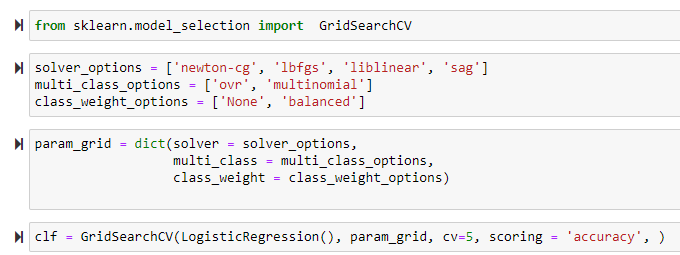 from sklearn.model_selection import  GridSearchCV
solver_options = ['newton-cg', 'lbfgs', 'liblinear', 'sag']
multi_class_options = ['ovr', 'multinomial']
class_weight_options = ['None', 'balanced']
param_grid = dict(solver = solver_options,
                  multi_class = multi_class_options,
                  class_weight = class_weight_options)
clf = GridSearchCV(LogisticRegression(), param_grid, cv=5, scoring = 'accuracy', )